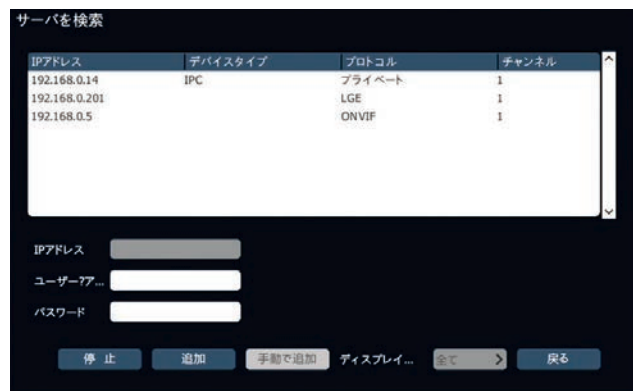 サーバを検索
IPアドレス デバイスタイプ プロトコル チャンネル
192.168.0.14 IPC プライベート 1
192.168.0.201 LGE 1
192.168.0.5 ONVIF 1
IPアドレス
ユーザー?ア...
パスワード
停止 追加 手動で追加 ディスプレイ... 全て 戻る